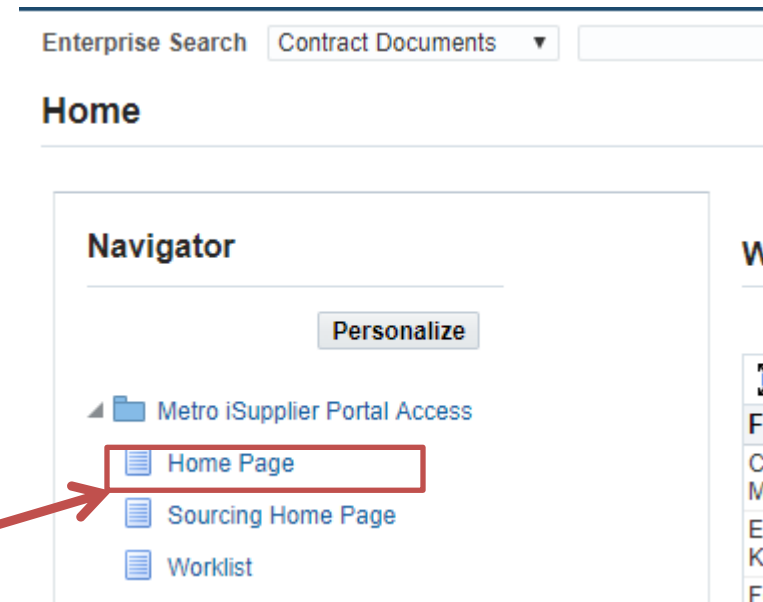 Enterprise Search Contract Documents
Home
Navigator
Personalize
Metro iSupplier Portal Access
Home Page
Sourcing Home Page
Worklist